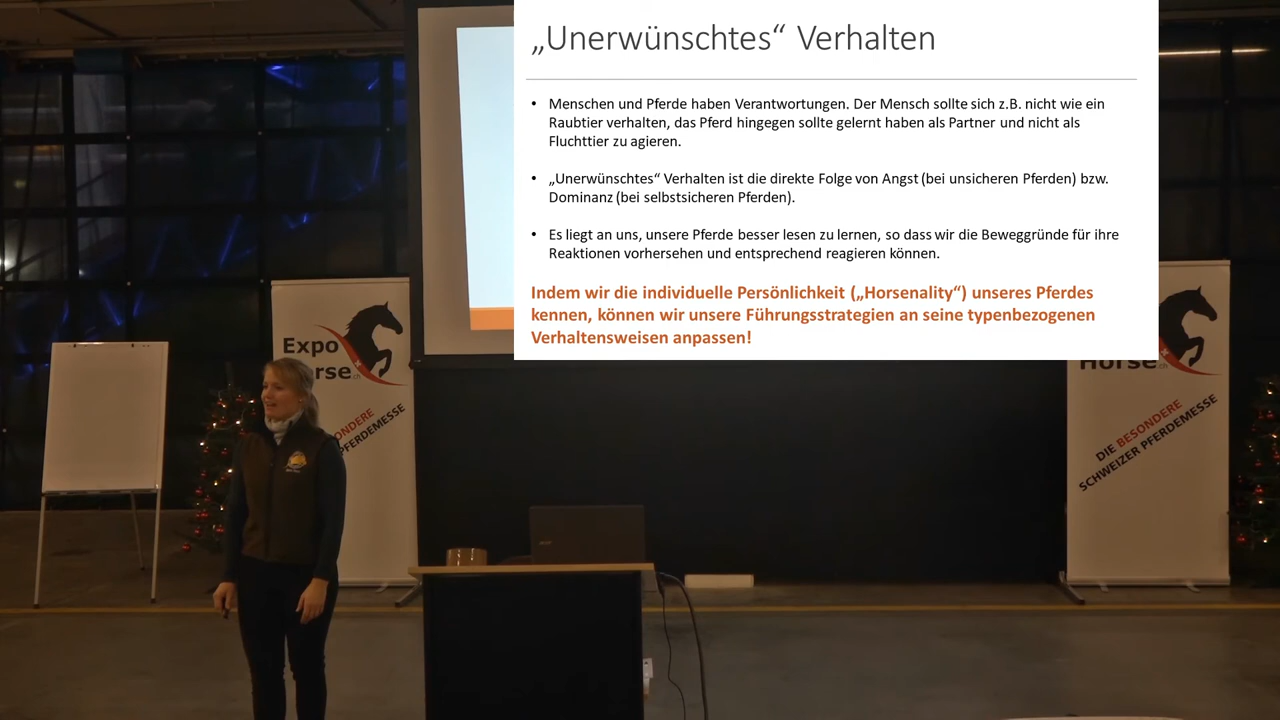 „Unerwünschtes“ Verhalten
• Menschen und Pferde haben Verantwortungen. Der Mensch sollte sich z.B. nicht wie ein
Raubtier verhalten, das Pferd hingegen sollte gelernt haben als Partner und nicht als
Fluchttier zu agieren.
• „Unerwünschtes“ Verhalten ist die direkte Folge von Angst (bei unsicheren Pferden) bzw.
Dominanz (bei selbstsicheren Pferden).
• Es liegt an uns, unsere Pferde besser lesen zu lernen, so dass wir die Beweggründe für ihre
Reaktionen vorhersehen und entsprechend reagieren können.
Indem wir die individuelle Persönlichkeit („Horsenality“) unseres Pferdes
kennen, können wir unsere Führungsstrategien an seine typenbezogenen
Verhaltensweisen anpassen!
Expo
rse.ch
ONDERE
PFERDEMESSE
Horse.ch
DIE BESONDERE
SCHWEIZER PFERDEMESSE